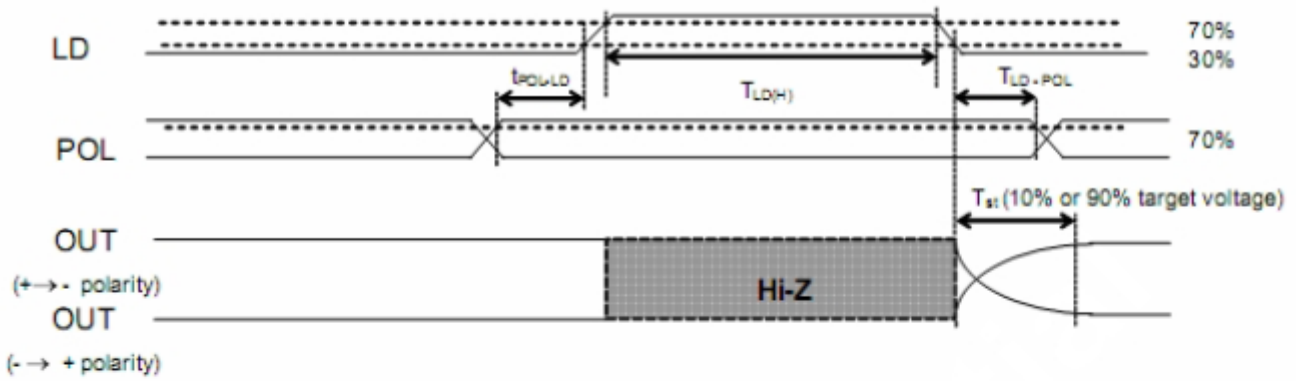 LD
70%
30%
tPOL-LD
TLD(H)
TLD - POL
POL
70%
Tst (10% or 90% target voltage)
OUT
(+→ - polarity)
Hi-Z
OUT
(- → + polarity)